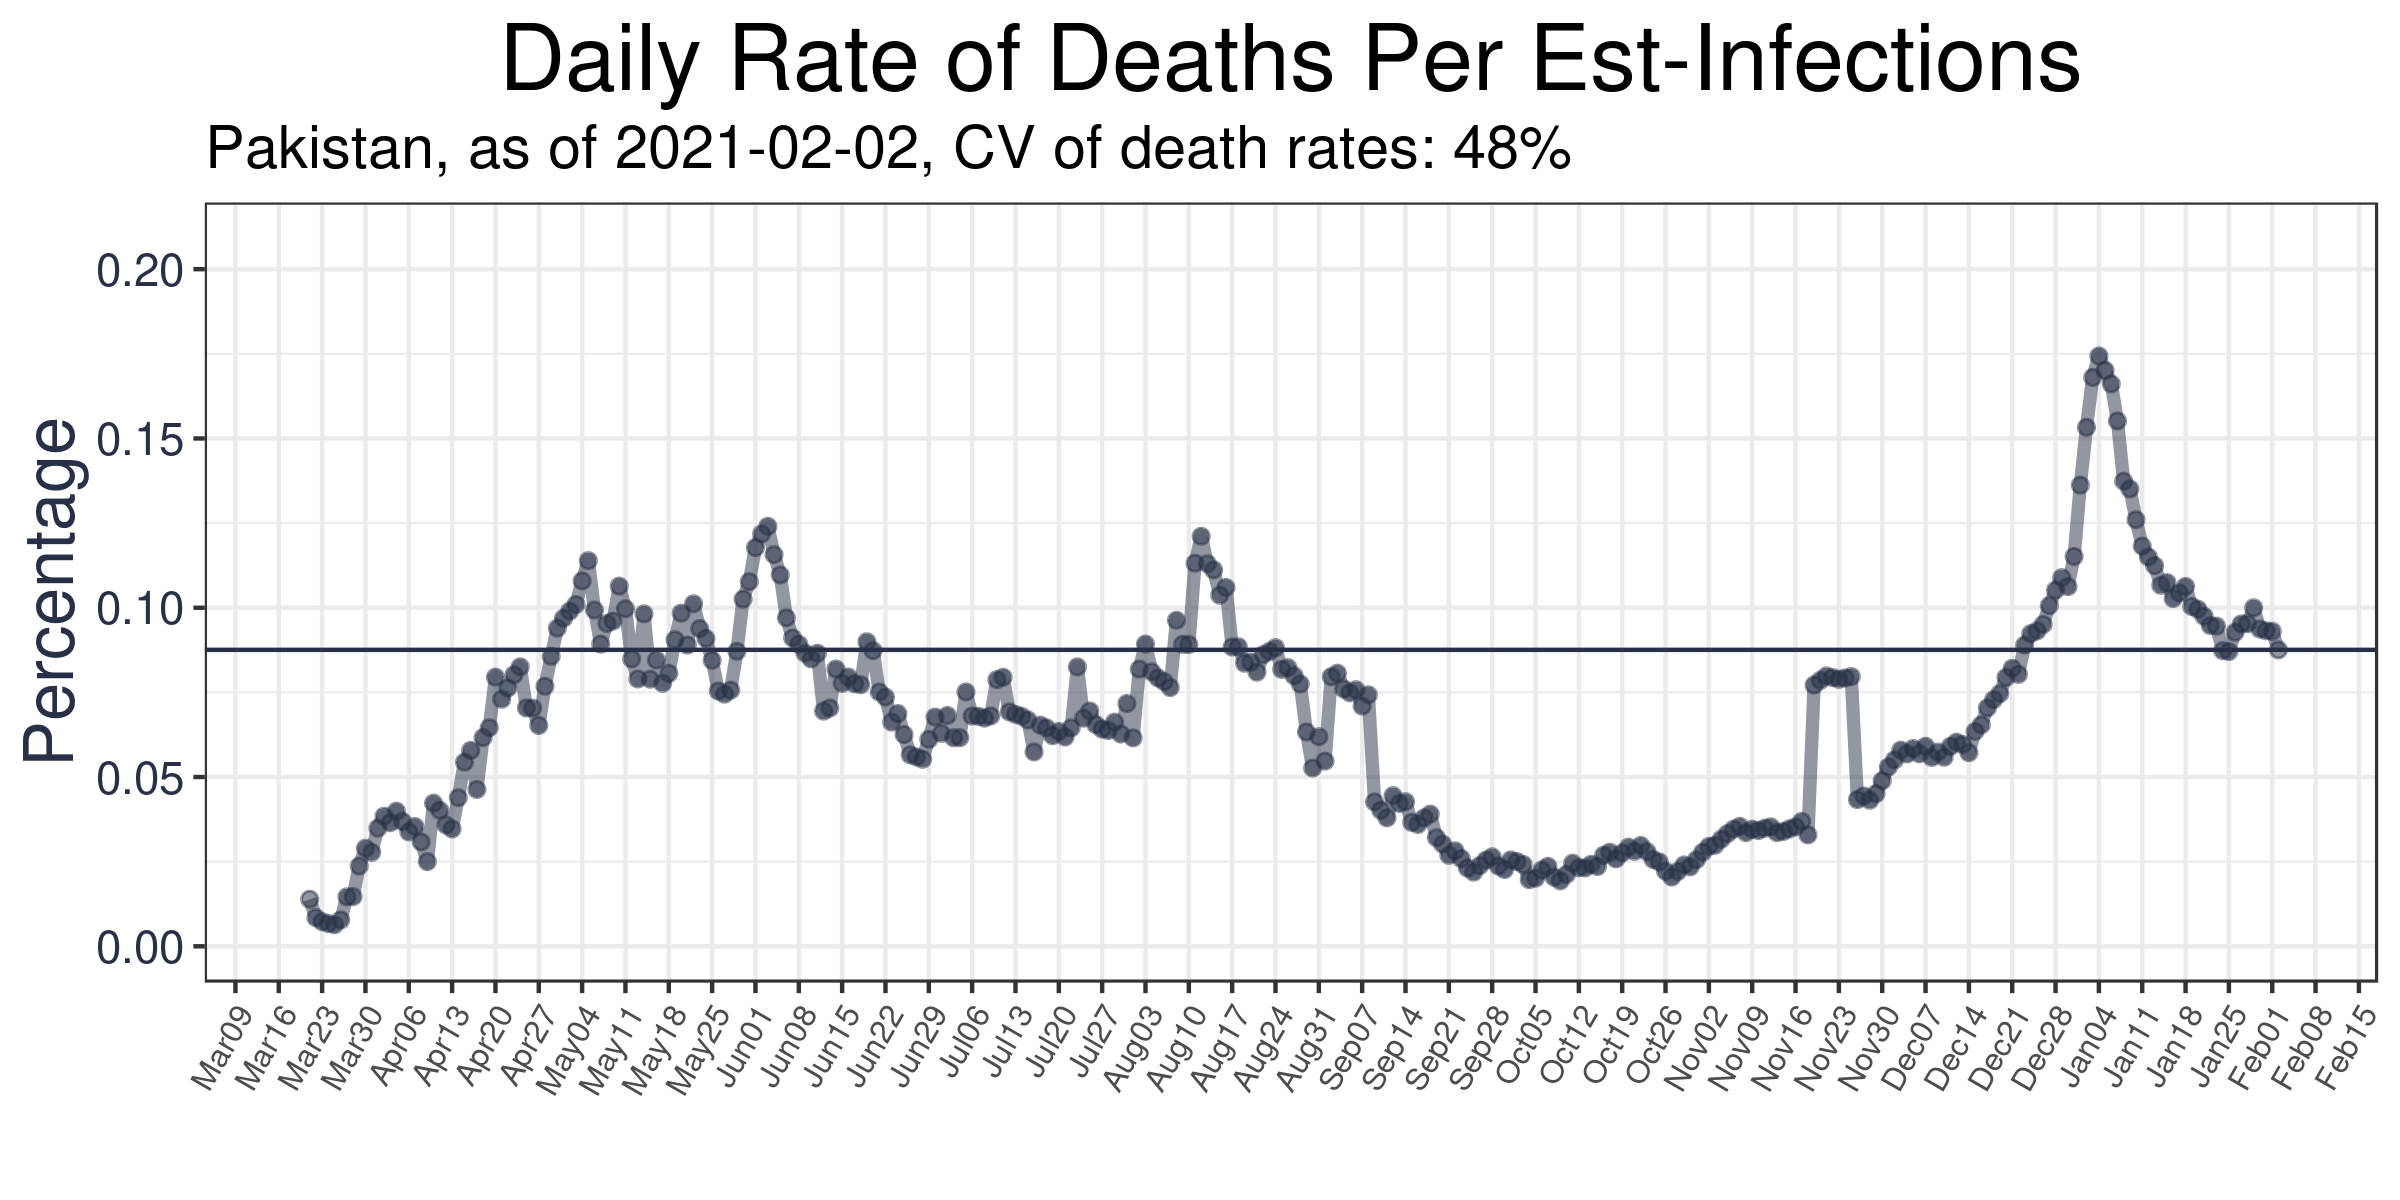 Daily Rate of Deaths Per Est-Infections
Pakistan, as of 2021-02-02, CV of death rates: 48%
Percentage
0.20
0.15
0.10
0.05
0.00
Mar09
Mar16
Mar23
Mar30
Apr06
Apr13
Apr20
Apr27
May04
May11
May18
May25
Jun01
Jun08
Jun15
Jun22
Jun29
Jul06
Jul13
Jul20
Jul27
Aug03
Aug10
Aug17
Aug24
Aug31
Sep07
Sep14
Sep21
Sep28
Oct05
Oct12
Oct19
Oct26
Nov02
Nov09
Nov16
Nov23
Nov30
Dec07
Dec14
Dec21
Dec28
Jan04
Jan11
Jan18
Jan25
Feb01
Feb08
Feb15